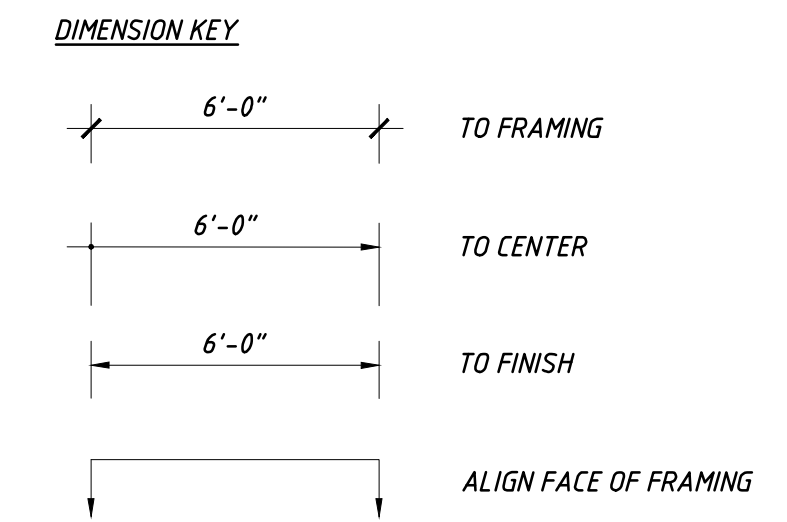 DIMENSION KEY
6'-0"
TO FRAMING
6'-0"
TO CENTER
6'-0"
TO FINISH
ALIGN FACE OF FRAMING